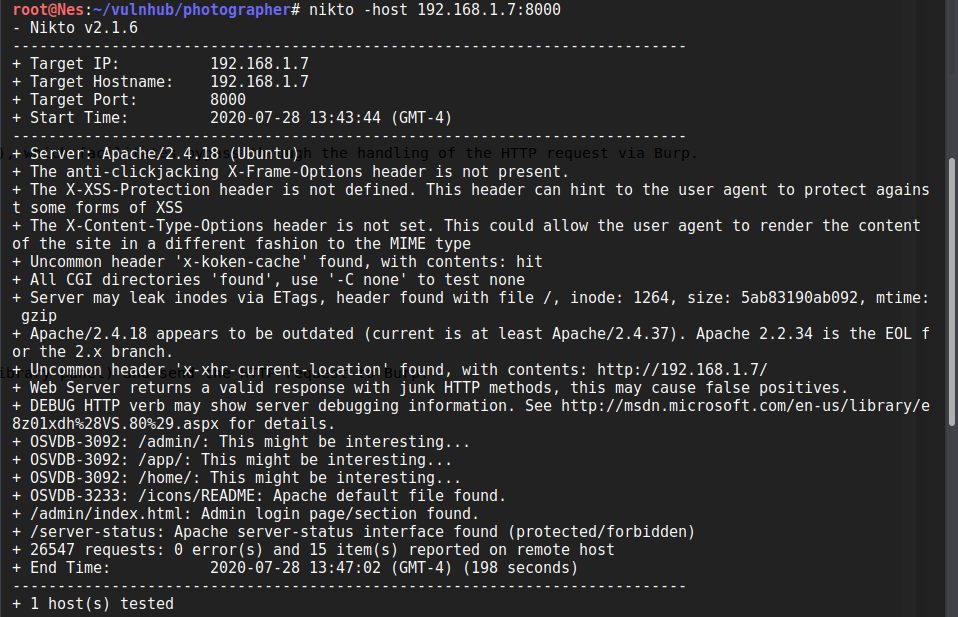 root@Nes:~/vulnhub/photographer# nikto -host 192.168.1.7:8000
- Nikto v2.1.6
---------------------------------------------------------------------------
+ Target IP:          192.168.1.7
+ Target Hostname:    192.168.1.7
+ Target Port:        8000
+ Start Time:         2020-07-28 13:43:44 (GMT-4)
---------------------------------------------------------------------------
+ Server: Apache/2.4.18 (Ubuntu)
the handling of the HTTP request via Burp.
+ The anti-clickjacking X-Frame-Options header is not present.
+ The X-XSS-Protection header is not defined. This header can hint to the user agent to protect agains
t some forms of XSS
+ The X-Content-Type-Options header is not set. This could allow the user agent to render the content
of the site in a different fashion to the MIME type
+ Uncommon header 'x-koken-cache' found, with contents: hit
+ All CGI directories 'found', use '-C none' to test none
+ Server may leak inodes via ETags, header found with file /, inode: 1264, size: 5ab83190ab092, mtime:
 gzip
+ Apache/2.4.18 appears to be outdated (current is at least Apache/2.4.37). Apache 2.2.34 is the EOL f
or the 2.x branch.
+ Uncommon header 'x-xhr-current-location' found, with contents: http://192.168.1.7/
+ Web Server returns a valid response with junk HTTP methods, this may cause false positives.
+ DEBUG HTTP verb may show server debugging information. See http://msdn.microsoft.com/en-us/library/e
8z01xdh%28VS.80%29.aspx for details.
+ OSVDB-3092: /admin/: This might be interesting...
+ OSVDB-3092: /app/: This might be interesting...
+ OSVDB-3092: /home/: This might be interesting...
+ OSVDB-3233: /icons/README: Apache default file found.
+ /admin/index.html: Admin login page/section found.
+ /server-status: Apache server-status interface found (protected/forbidden)
+ 26547 requests: 0 error(s) and 15 item(s) reported on remote host
+ End Time:           2020-07-28 13:47:02 (GMT-4) (198 seconds)
---------------------------------------------------------------------------
+ 1 host(s) tested